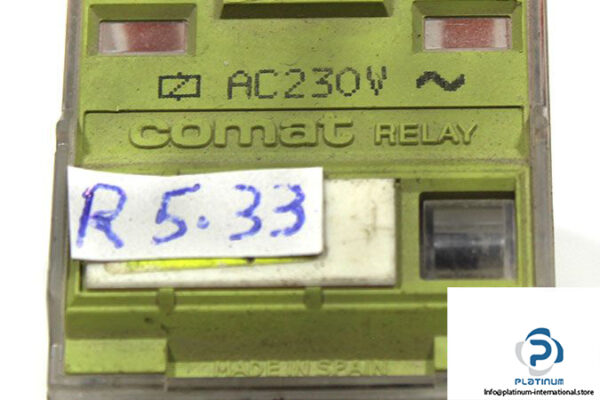 AC230V ~
comat RELAY
R 5.33
MADE IN SPAIN
PLATINUM
Info@platinum-international.store